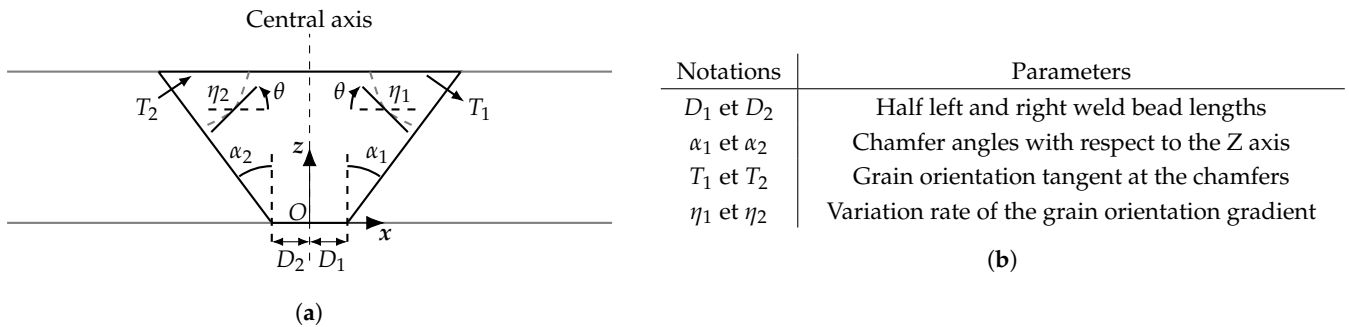 Central axis
T₂
η₂
θ
θ
η₁
T₁
α₂
z
α₁
O
x
D₂
D₁
(a)
Notations Parameters
D₁ et D₂ Half left and right weld bead lengths
α₁ et α₂ Chamfer angles with respect to the Z axis
T₁ et T₂ Grain orientation tangent at the chamfers
η₁ et η₂ Variation rate of the grain orientation gradient
(b)